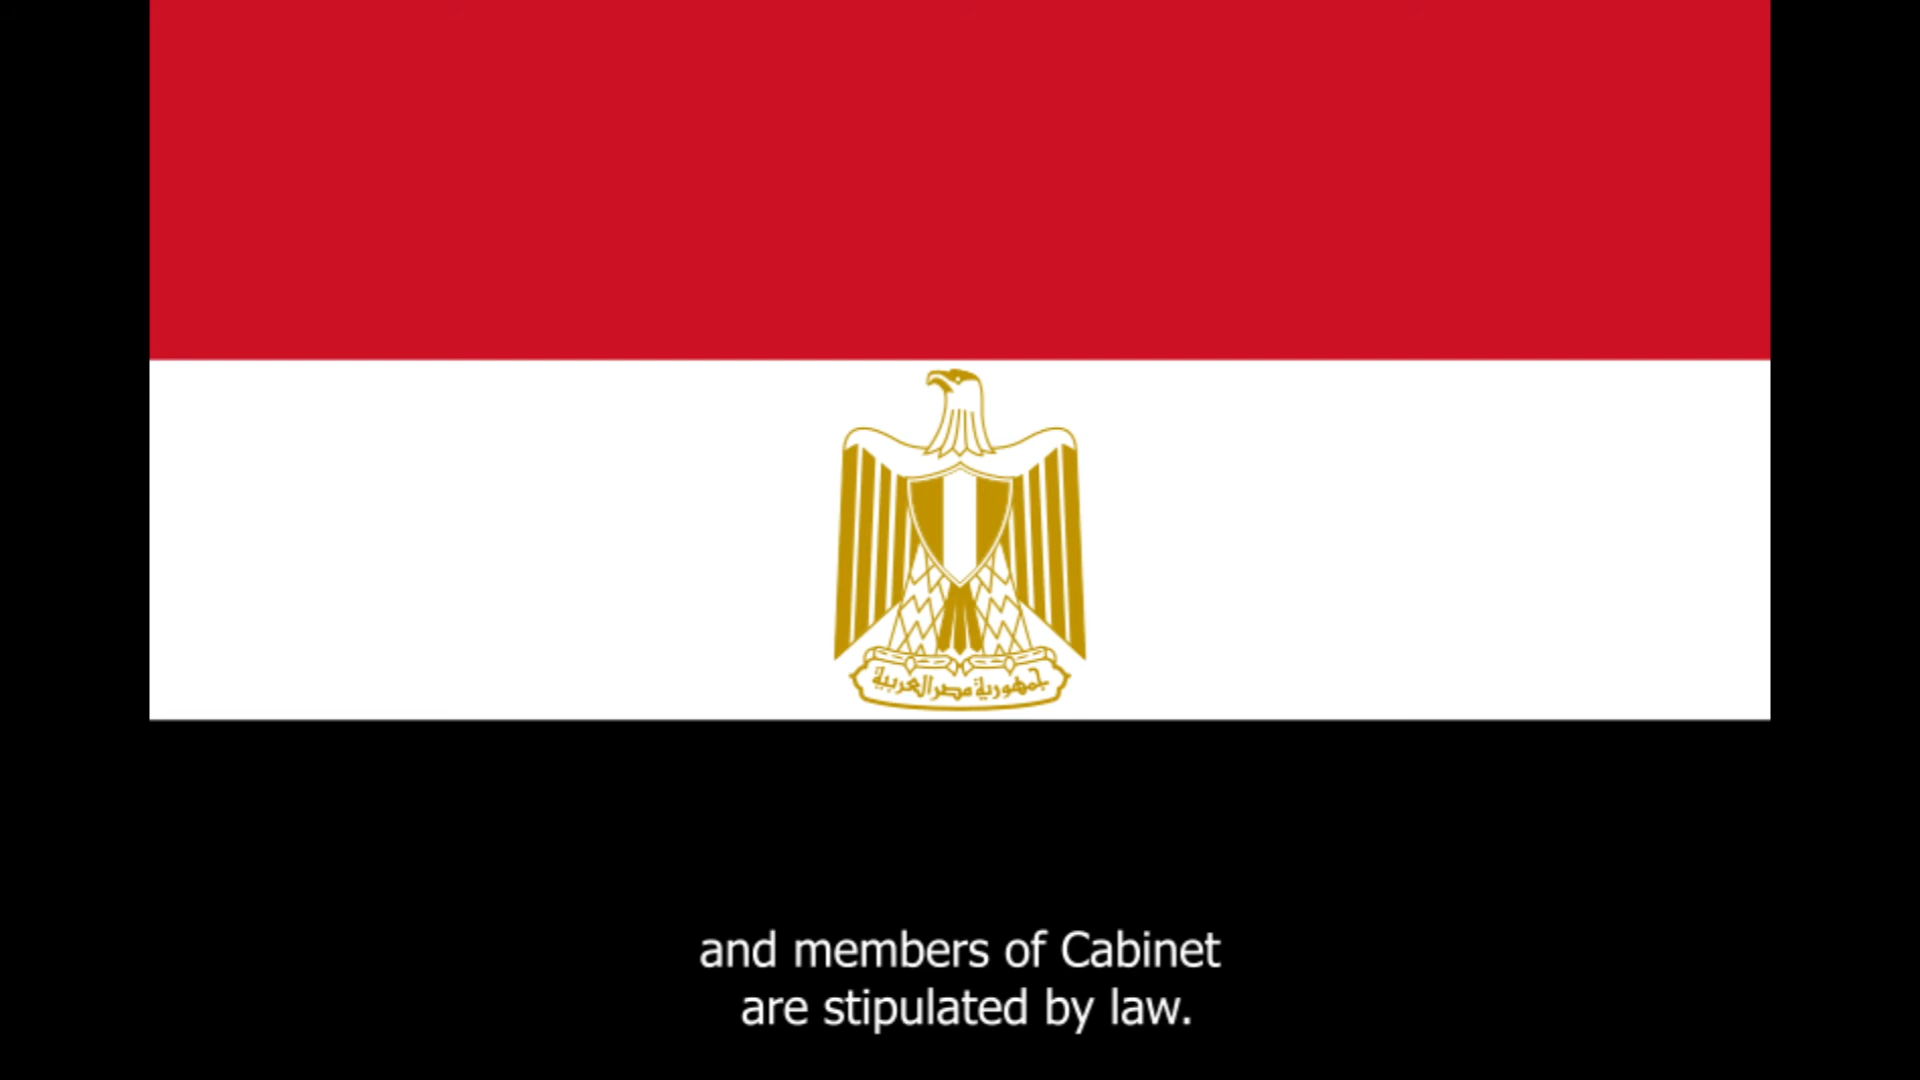 جمهورية مصر العربية
and members of Cabinet
are stipulated by law.